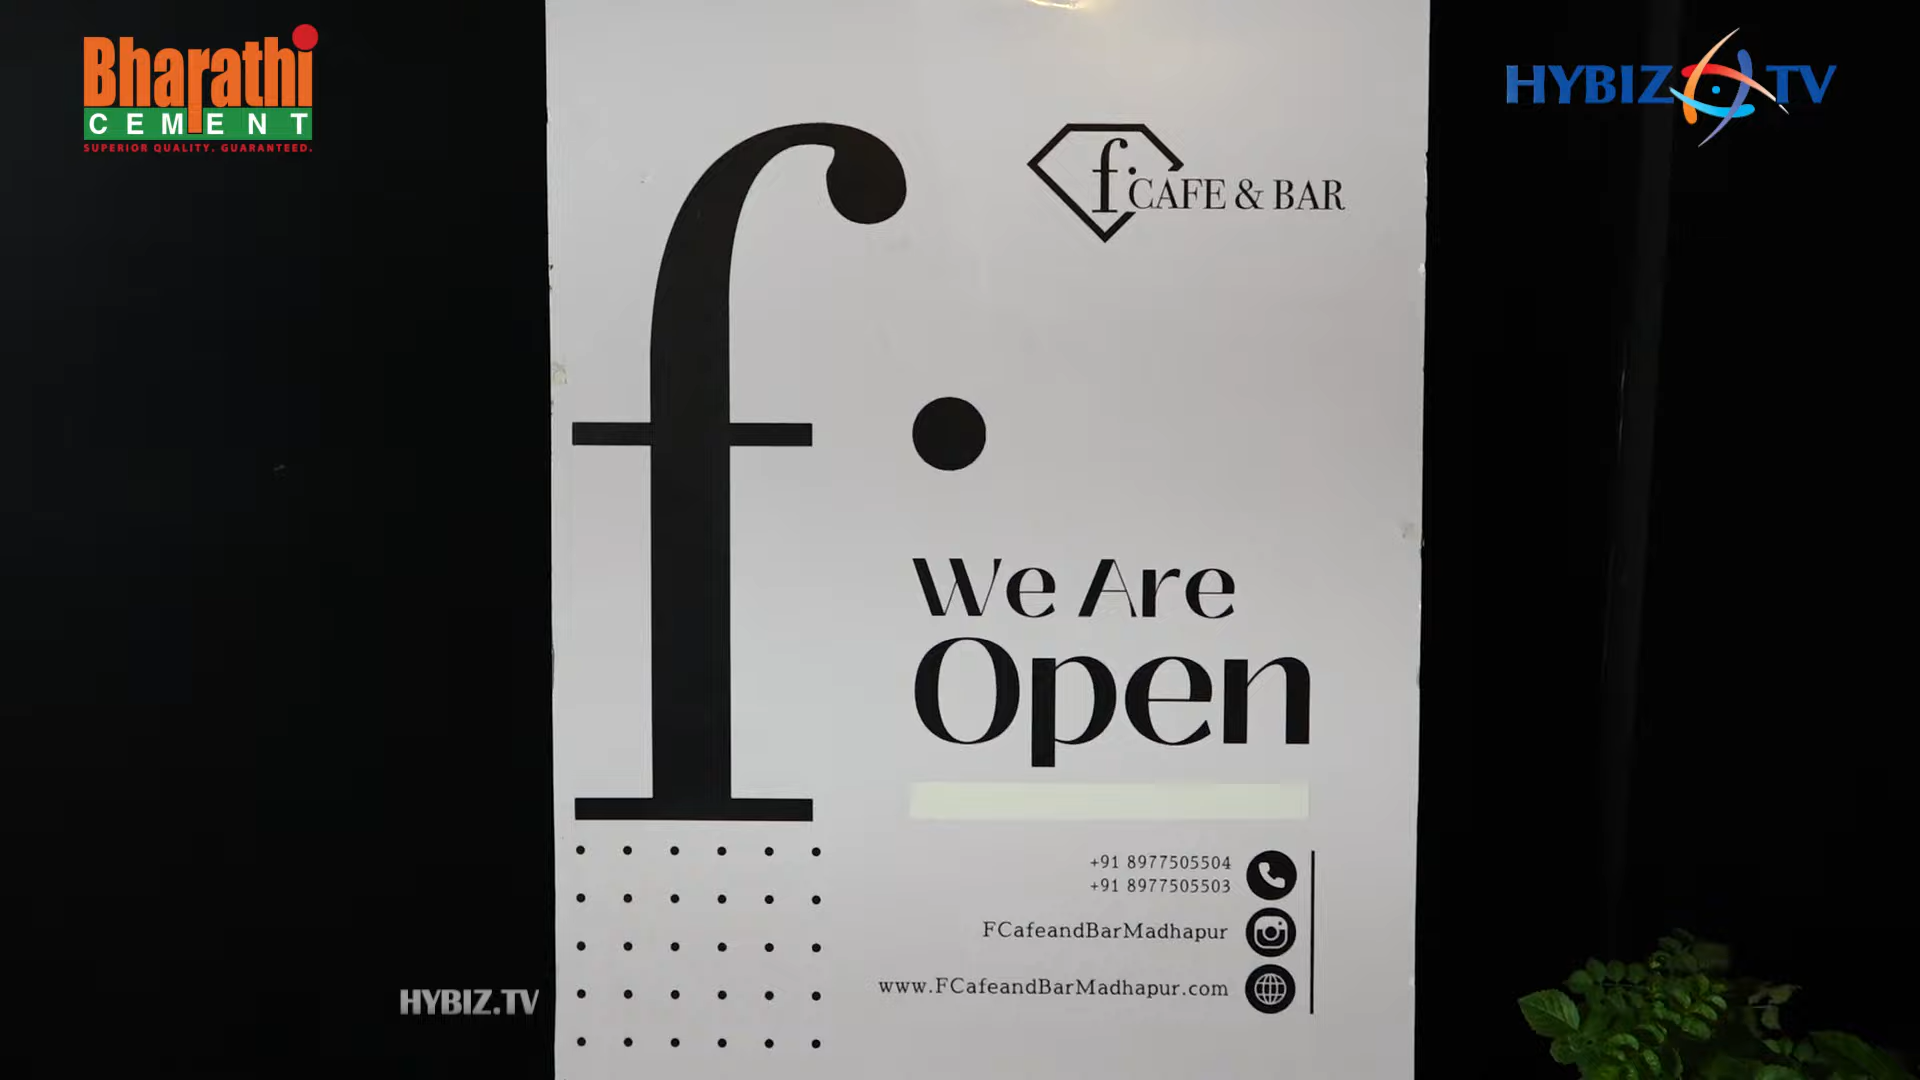 Bharathi
CEMENT
SUPERIOR QUALITY. GUARANTEED.
HYBIZ TV
f.
f. CAFE & BAR
We Are
Open
+91 8977505504
+91 8977505503
FCafeandBarMadhapur
www.FCafeandBarMadhapur.com
HYBIZ.TV